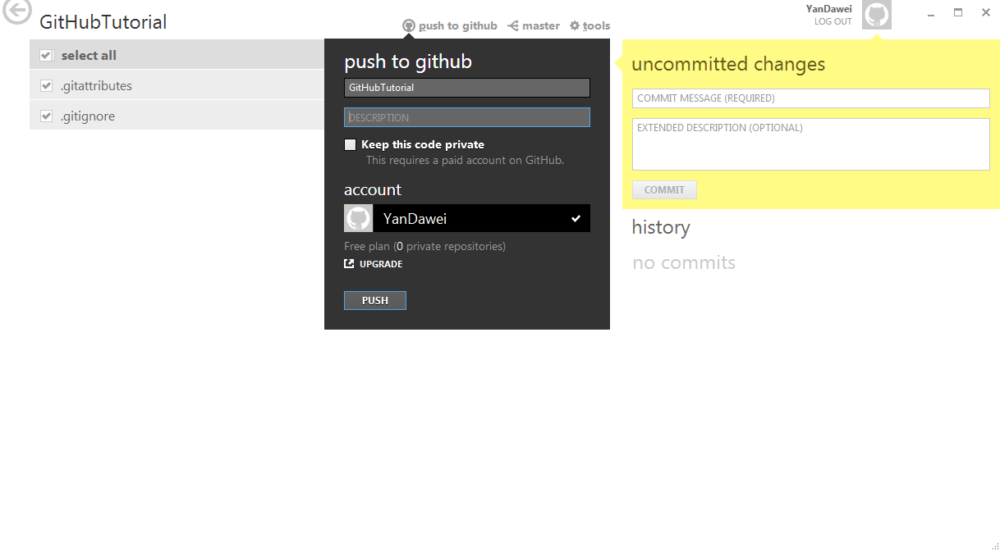 GitHubTutorial
push to github
master
tools
YanDawei
LOG OUT
select all
.gitattributes
.gitignore
push to github
GitHubTutorial
DESCRIPTION
Keep this code private
This requires a paid account on GitHub.
account
YanDawei
Free plan (0 private repositories)
UPGRADE
PUSH
uncommitted changes
COMMIT MESSAGE (REQUIRED)
EXTENDED DESCRIPTION (OPTIONAL)
COMMIT
history
no commits